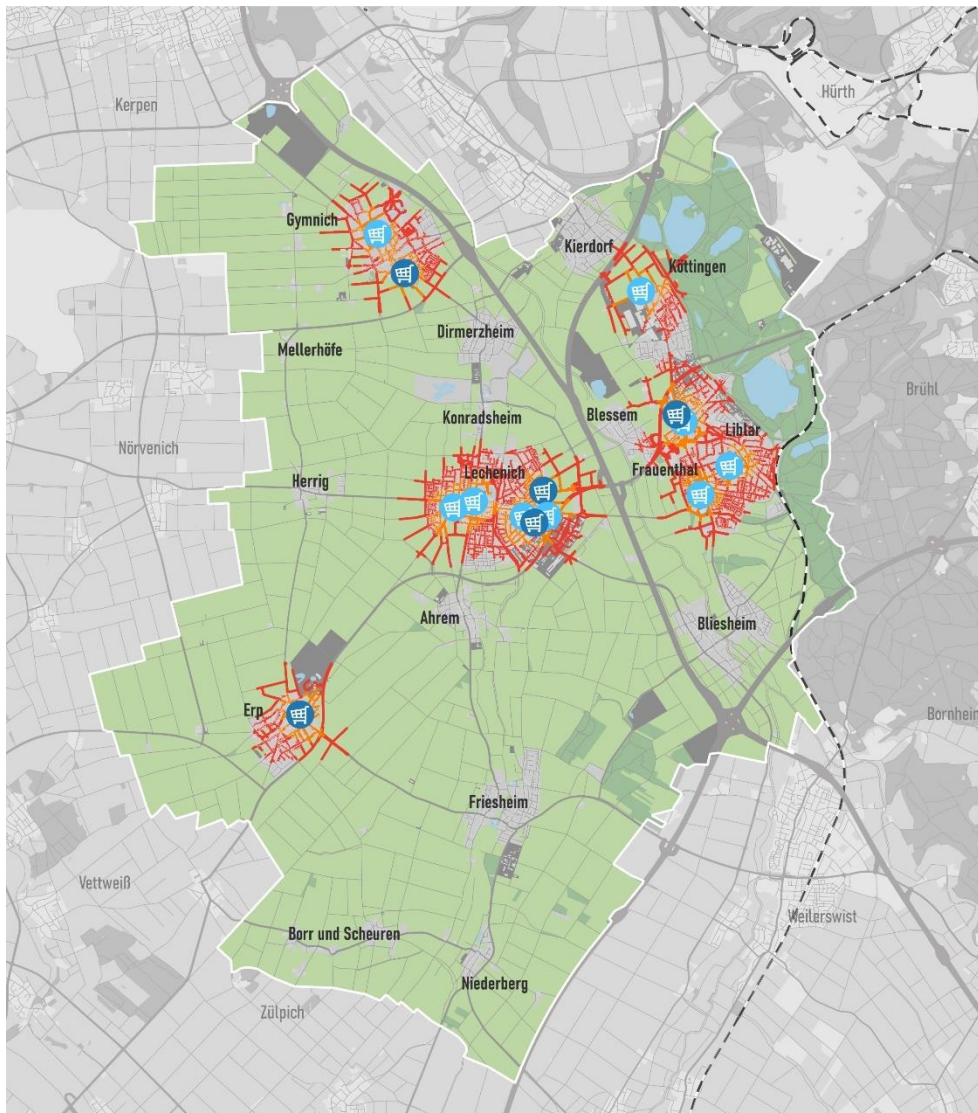 Hürth
Kerpen
Gymnich
Kierdorf
Köttingen
Dirmerzheim
Mellerhöfe
Brühl
Konradsheim
Blessem
Liblar
Nörvenich
Lechenich
Frauenthal
Herrig
Ahrem
Bliesheim
Erp
Bornheim
Friesheim
Vettweiß
Weilerswist
Borr und Scheuren
Niederberg
Zülpich